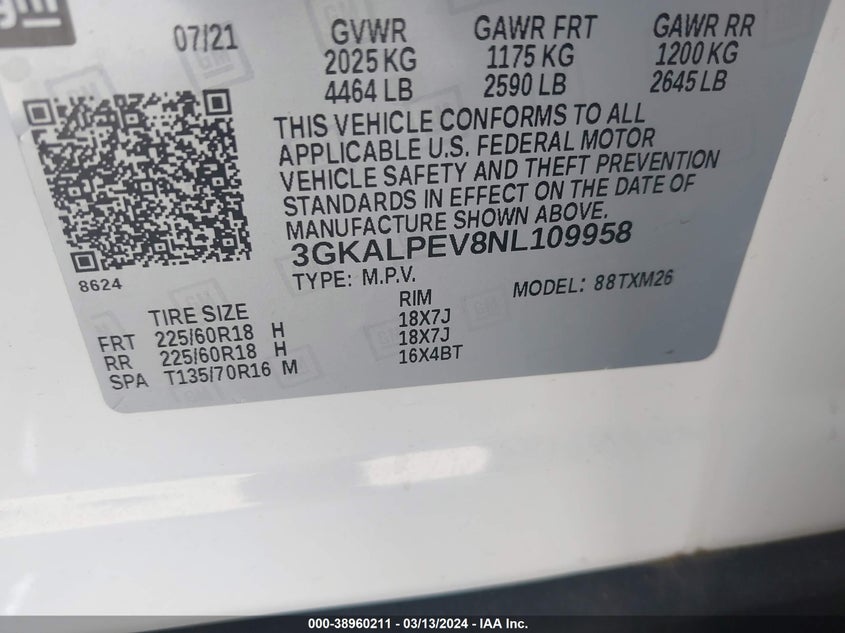 gm
07/21
GVWR
2025 KG
4464 LB
GAWR FRT
1175 KG
2590 LB
GAWR RR
1200 KG
2645 LB
THIS VEHICLE CONFORMS TO ALL
APPLICABLE U.S. FEDERAL MOTOR
VEHICLE SAFETY AND THEFT PREVENTION
STANDARDS IN EFFECT ON THE DATE OF
MANUFACTURE SHOWN ABOVE.
3GKALPEV8NL109958
8624
TYPE: M.P.V.
MODEL: 88TXM26
TIRE SIZE RIM
FRT 225/60R18 H 18X7J
RR 225/60R18 H 18X7J
SPA T135/70R16 M 16X4BT
000-38960211 - 03/13/2024 - IAA Inc.